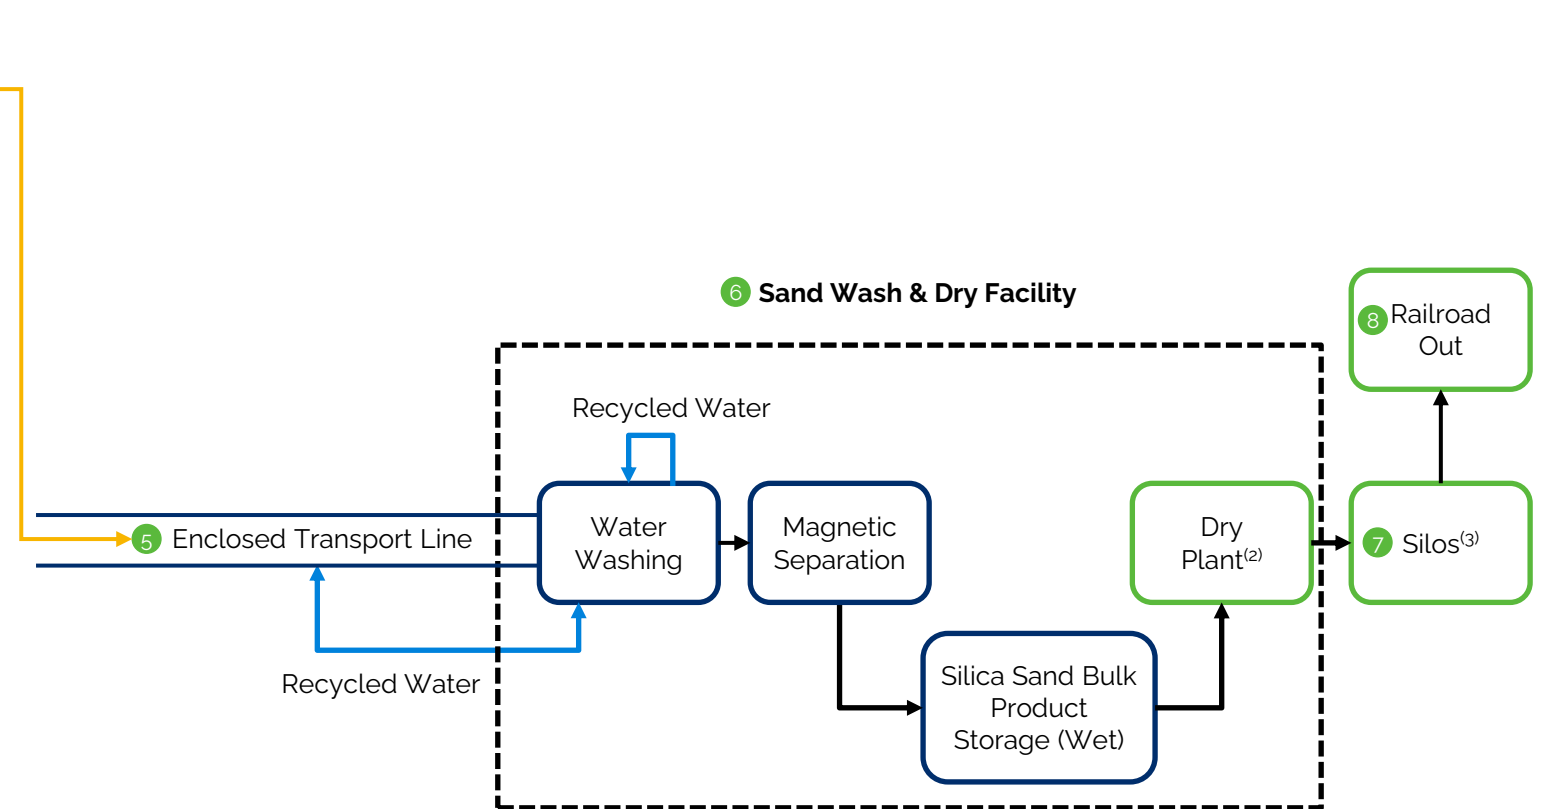 6 Sand Wash & Dry Facility
8 Railroad
Out
Recycled Water
5 Enclosed Transport Line
Water
Washing
Magnetic
Separation
Dry
Plant(2)
7 Silos(3)
Recycled Water
Silica Sand Bulk
Product
Storage (Wet)